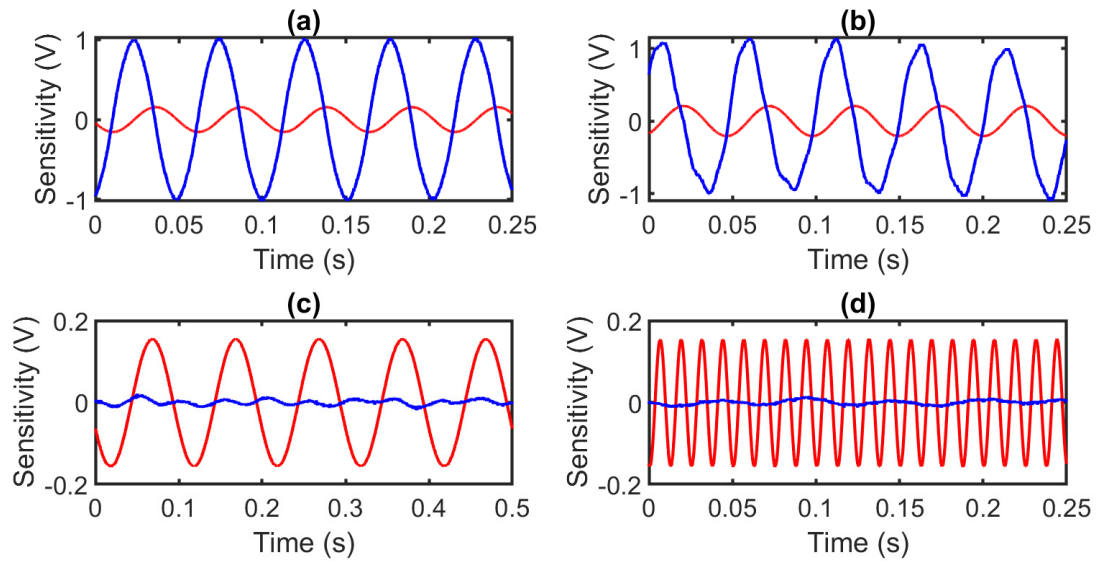 (a)
Sensitivity (V)
1
0
-1
0 0.05 0.1 0.15 0.2 0.25
Time (s)
(b)
Sensitivity (V)
1
0
-1
0 0.05 0.1 0.15 0.2 0.25
Time (s)
(c)
Sensitivity (V)
0.2
0
-0.2
0 0.1 0.2 0.3 0.4 0.5
Time (s)
(d)
Sensitivity (V)
0.2
0
-0.2
0 0.05 0.1 0.15 0.2 0.25
Time (s)